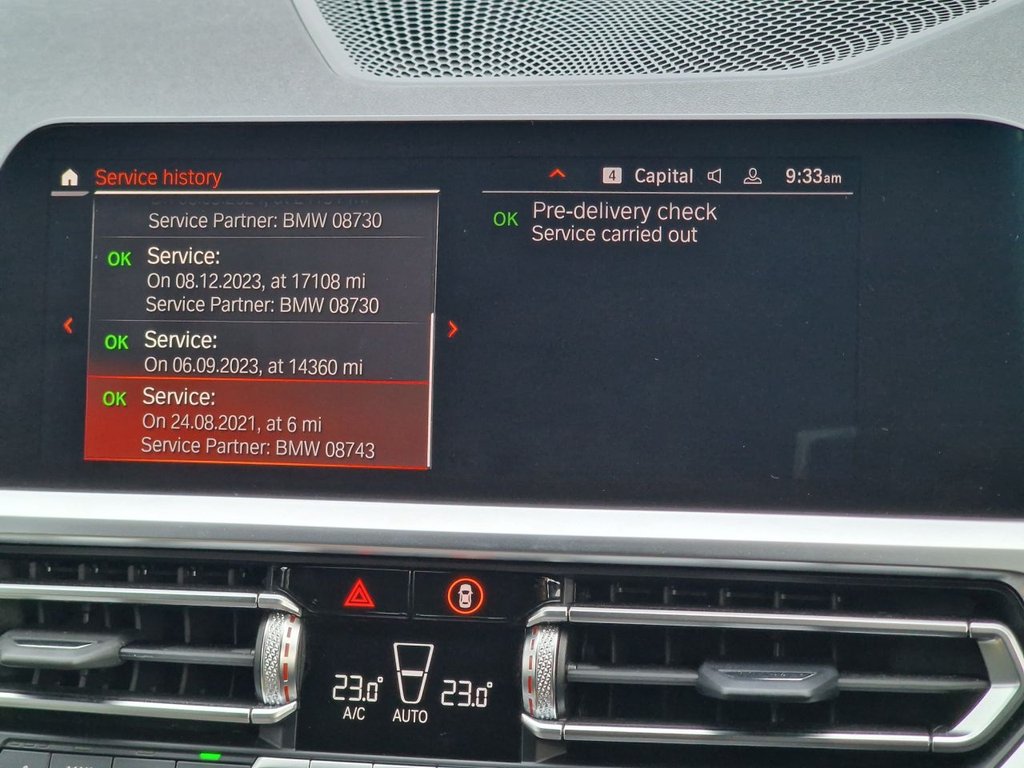 Service history
4 Capital 9:33am
Service Partner: BMW 08730
OK Service:
On 08.12.2023, at 17108 mi
Service Partner: BMW 08730
OK Service:
On 06.09.2023, at 14360 mi
OK Service:
On 24.08.2021, at 6 mi
Service Partner: BMW 08743
OK Pre-delivery check
Service carried out
23.0° 23.0°
A/C AUTO